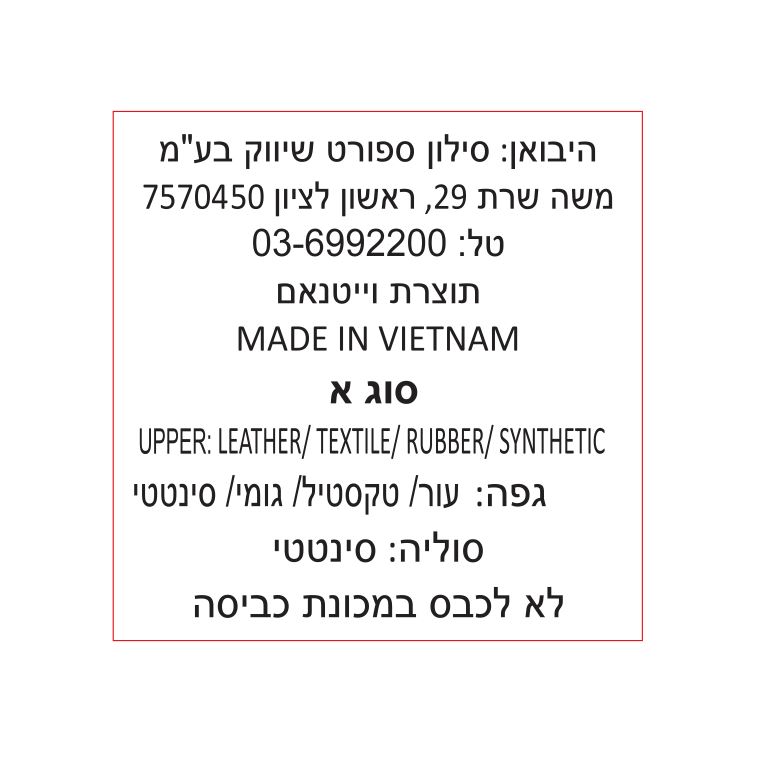 היבואן: סילון ספורט שיווק בע"מ
משה שרת 29, ראשון לציון 7570450
טל: 03-6992200
תוצרת וייטנאם
MADE IN VIETNAM
סוג א
UPPER: LEATHER/ TEXTILE/ RUBBER/ SYNTHETIC
גפה: עור/ טקסטיל/ גומי/ סינטטי
סוליה: סינטטי
לא לכבס במכונת כביסה